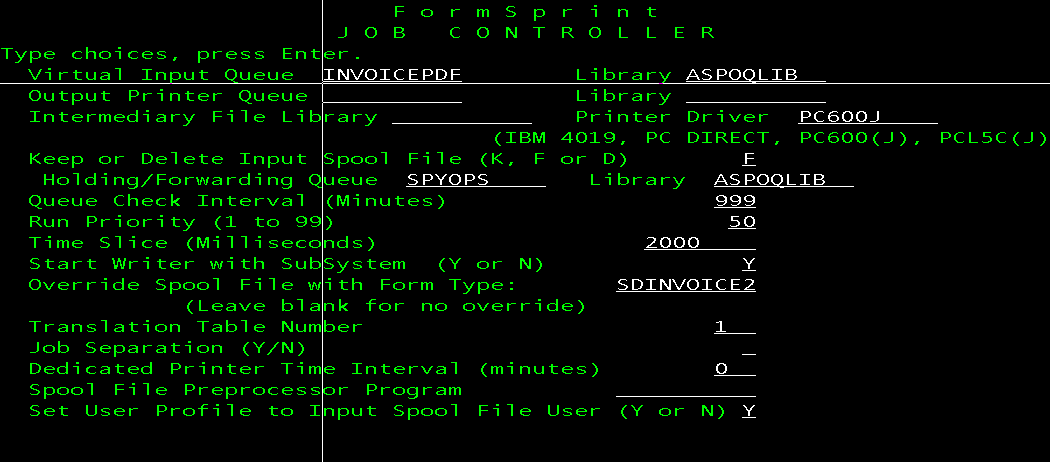 FormSprint
JOB CONTROLLER
Type choices, press Enter.
Virtual Input Queue INVOICEPDF Library ASPOQLIB
Output Printer Queue Library
Intermediary File Library Printer Driver PC600J
(IBM 4019, PC DIRECT, PC600(J), PCL5C(J)
Keep or Delete Input Spool File (K, F or D) F
Holding/Forwarding Queue SPYOPS Library ASPOQLIB
Queue Check Interval (Minutes) 999
Run Priority (1 to 99) 50
Time Slice (Milliseconds) 2000
Start Writer with SubSystem (Y or N) Y
Override Spool File with Form Type: SDINVOICE2
(Leave blank for no override)
Translation Table Number 1
Job Separation (Y/N)
Dedicated Printer Time Interval (minutes) 0
Spool File Preprocessor Program
Set User Profile to Input Spool File User (Y or N) Y